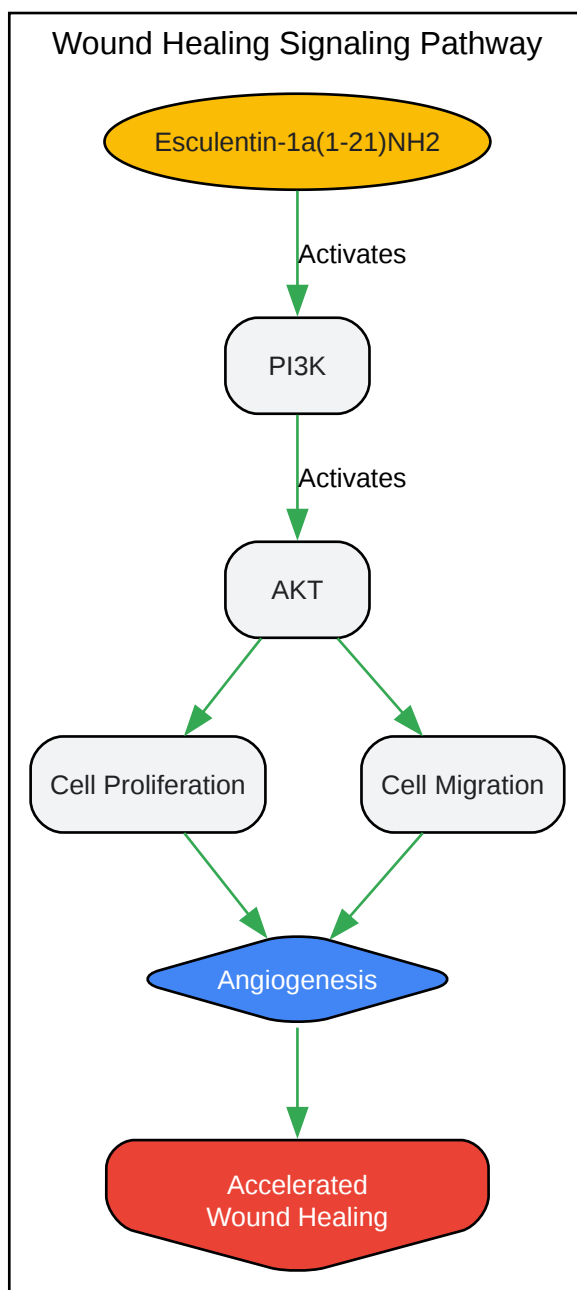 Wound Healing Signaling Pathway
Esculentin-1a(1-21)NH2
Activates
PI3K
Activates
AKT
Cell Proliferation
Cell Migration
Angiogenesis
Accelerated
Wound Healing